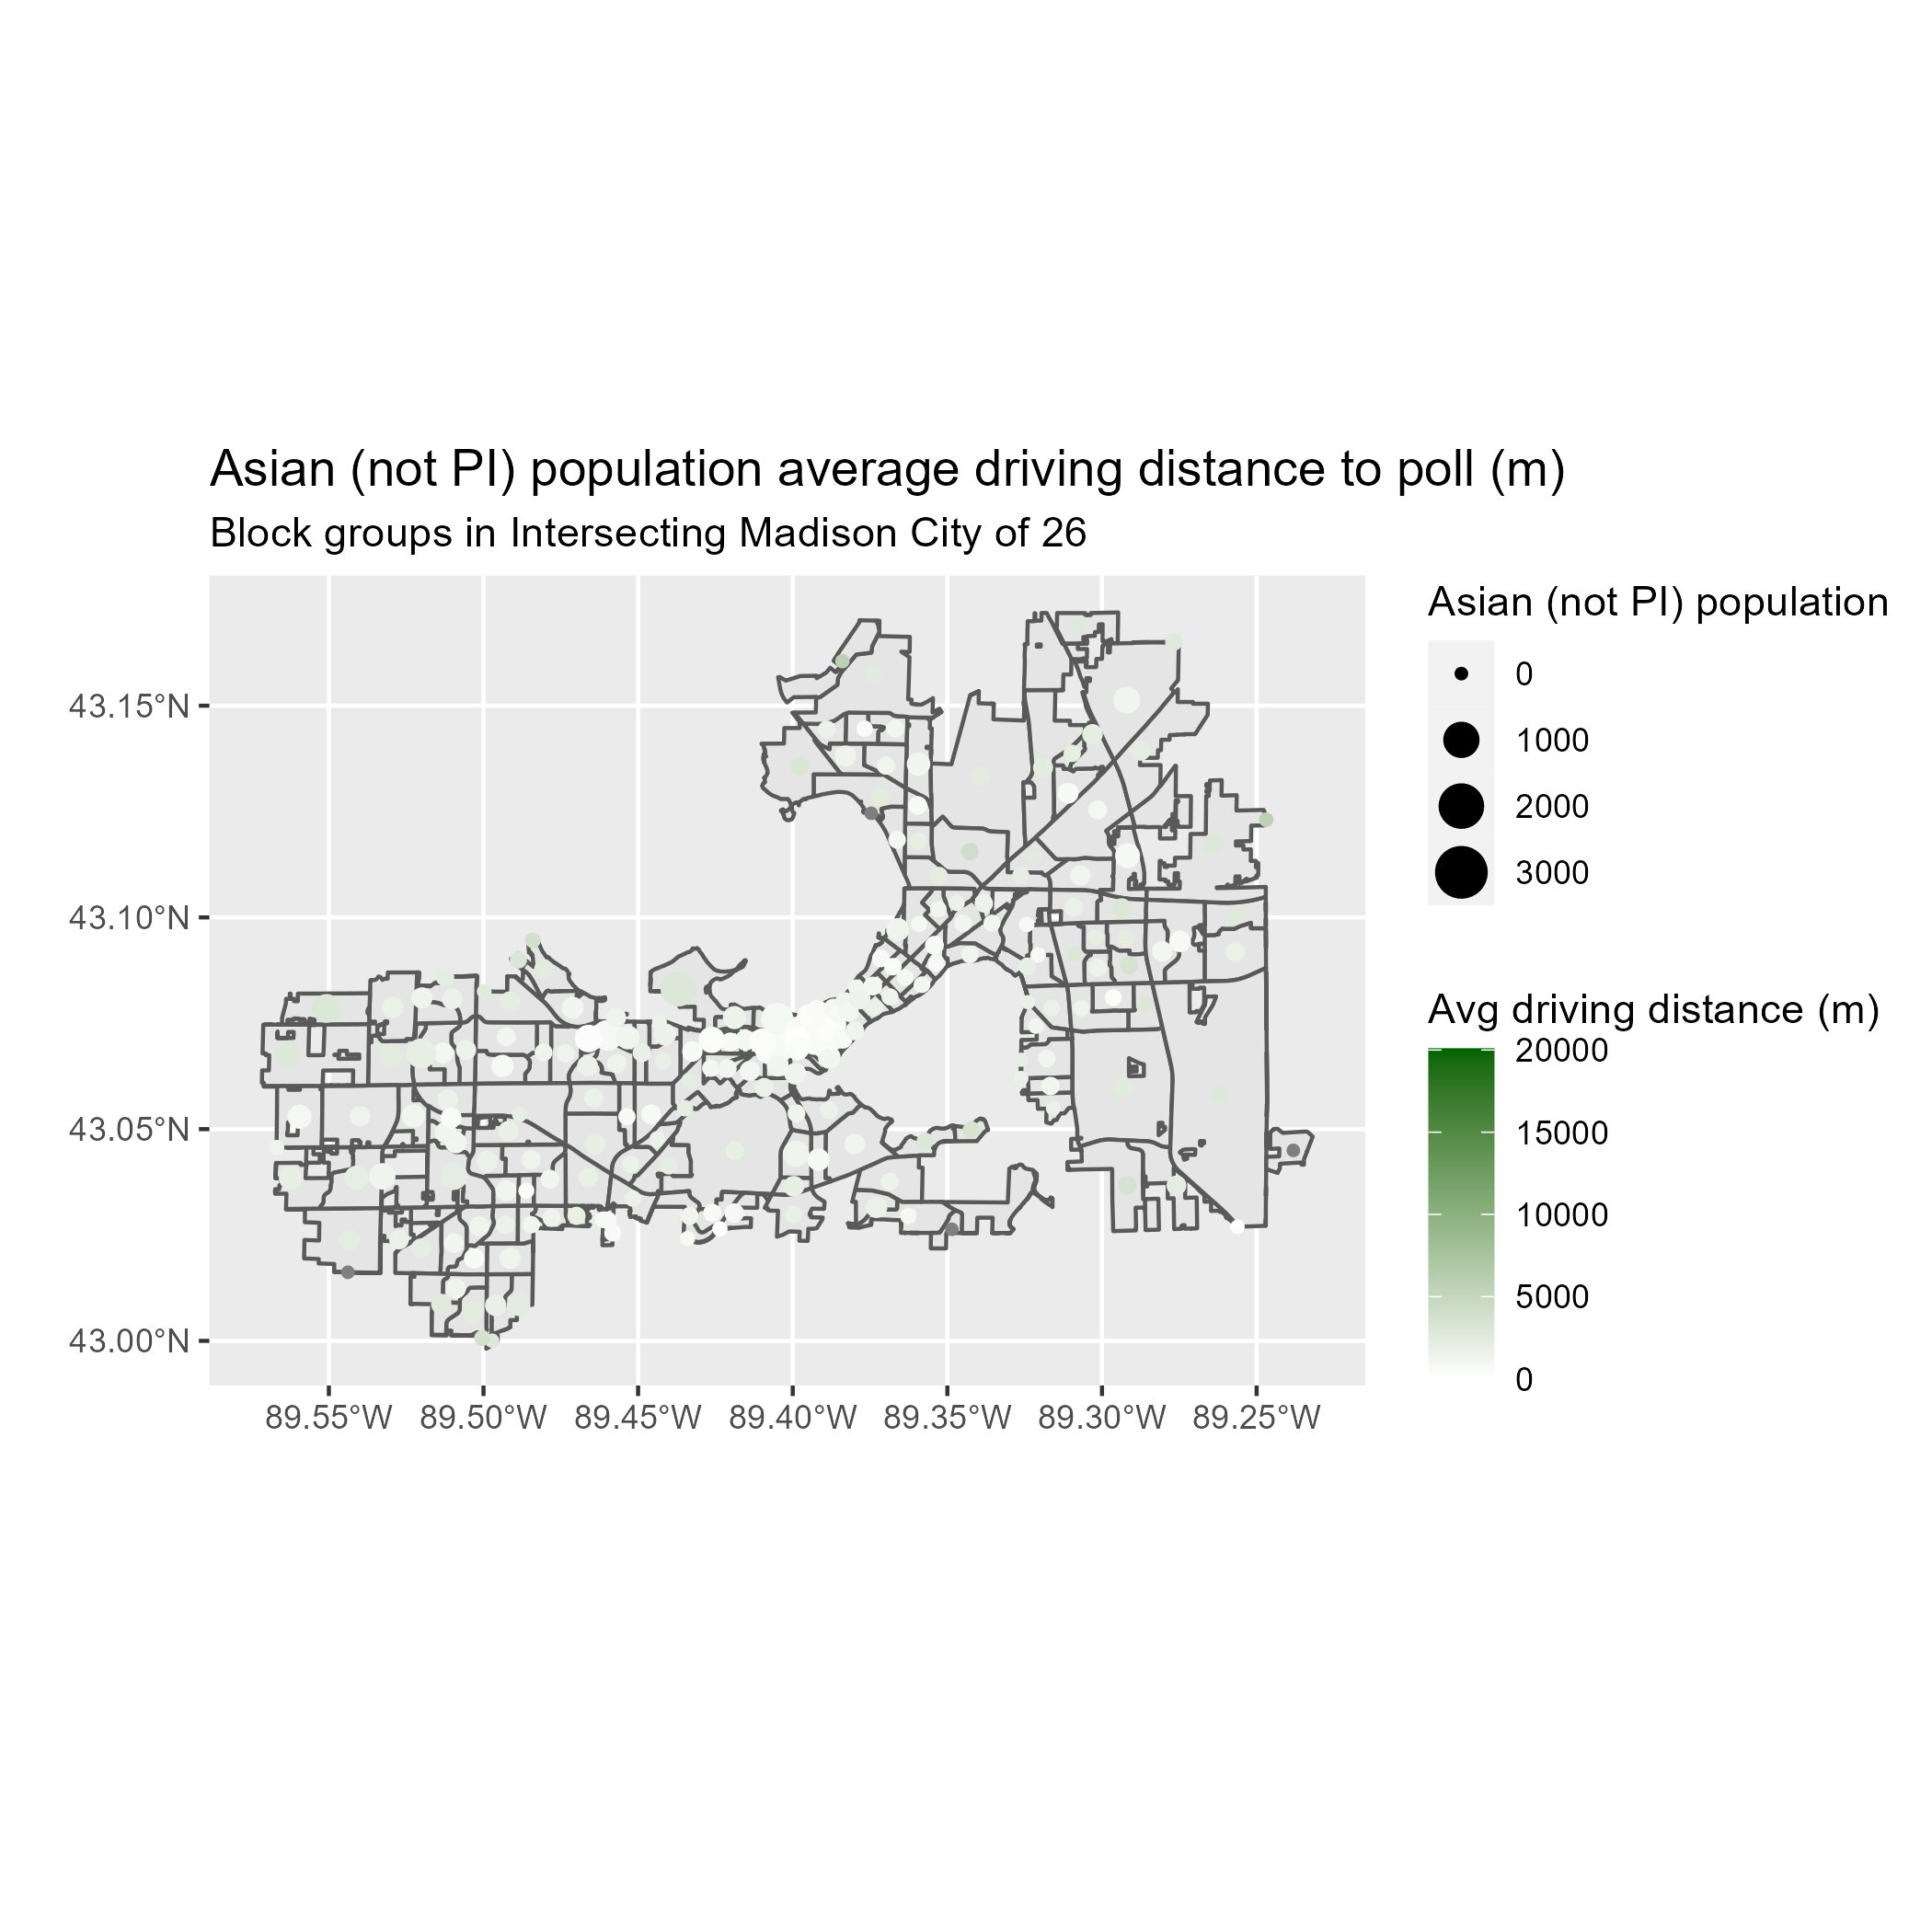 Asian (not PI) population average driving distance to poll (m)
Block groups in Intersecting Madison City of 26
43.15°N
43.10°N
43.05°N
43.00°N
89.55°W
89.50°W
89.45°W
89.40°W
89.35°W
89.30°W
89.25°W
Asian (not PI) population
0
1000
2000
3000
Avg driving distance (m)
20000
15000
10000
5000
0